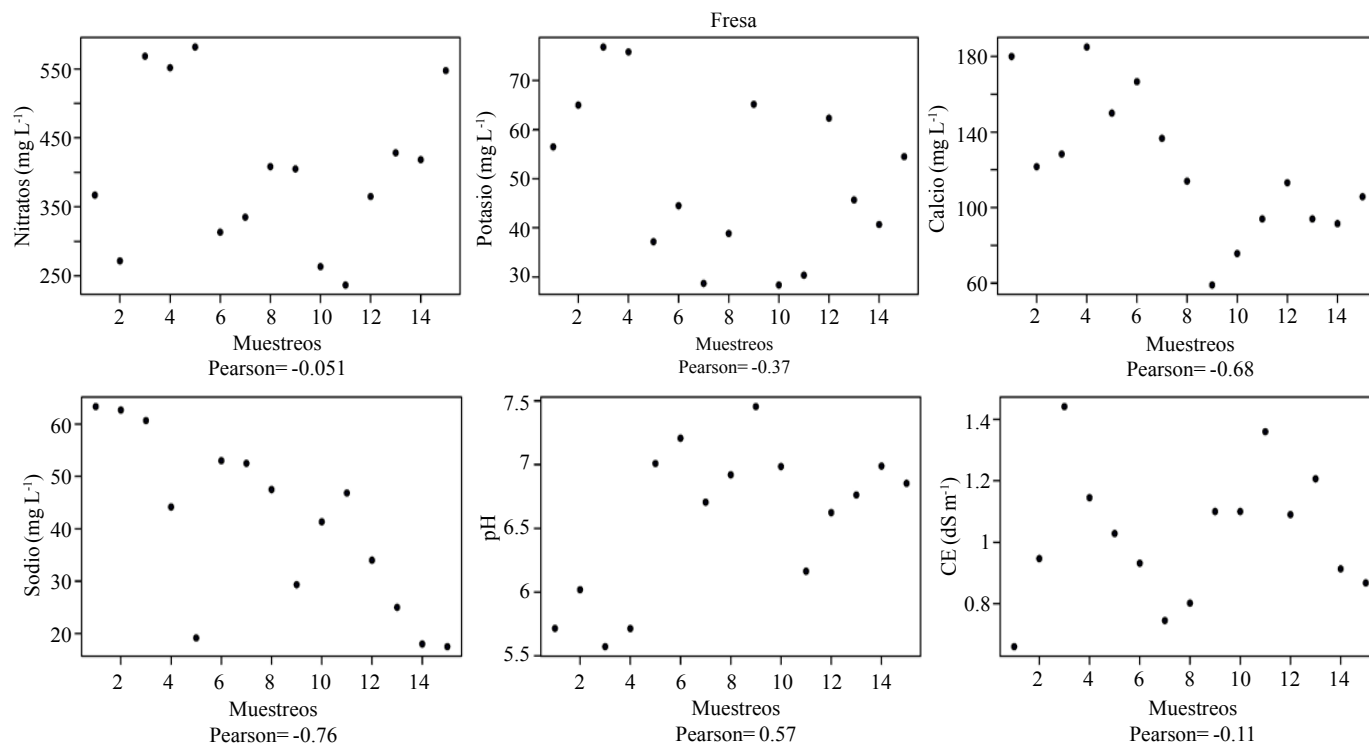 Fresa
Nitratos (mg L⁻¹)
550
450
350
250
2 4 6 8 10 12 14
Muestreos
Pearson= -0.051
Potasio (mg L⁻¹)
70
60
50
40
30
2 4 6 8 10 12 14
Muestreos
Pearson= -0.37
Calcio (mg L⁻¹)
180
140
100
60
2 4 6 8 10 12 14
Muestreos
Pearson= -0.68
Sodio (mg L⁻¹)
60
50
40
30
20
2 4 6 8 10 12 14
Muestreos
Pearson= -0.76
pH
7.5
7
6.5
6
5.5
2 4 6 8 10 12 14
Muestreos
Pearson= 0.57
CE (dS m⁻¹)
1.4
1.2
1
0.8
2 4 6 8 10 12 14
Muestreos
Pearson= -0.11